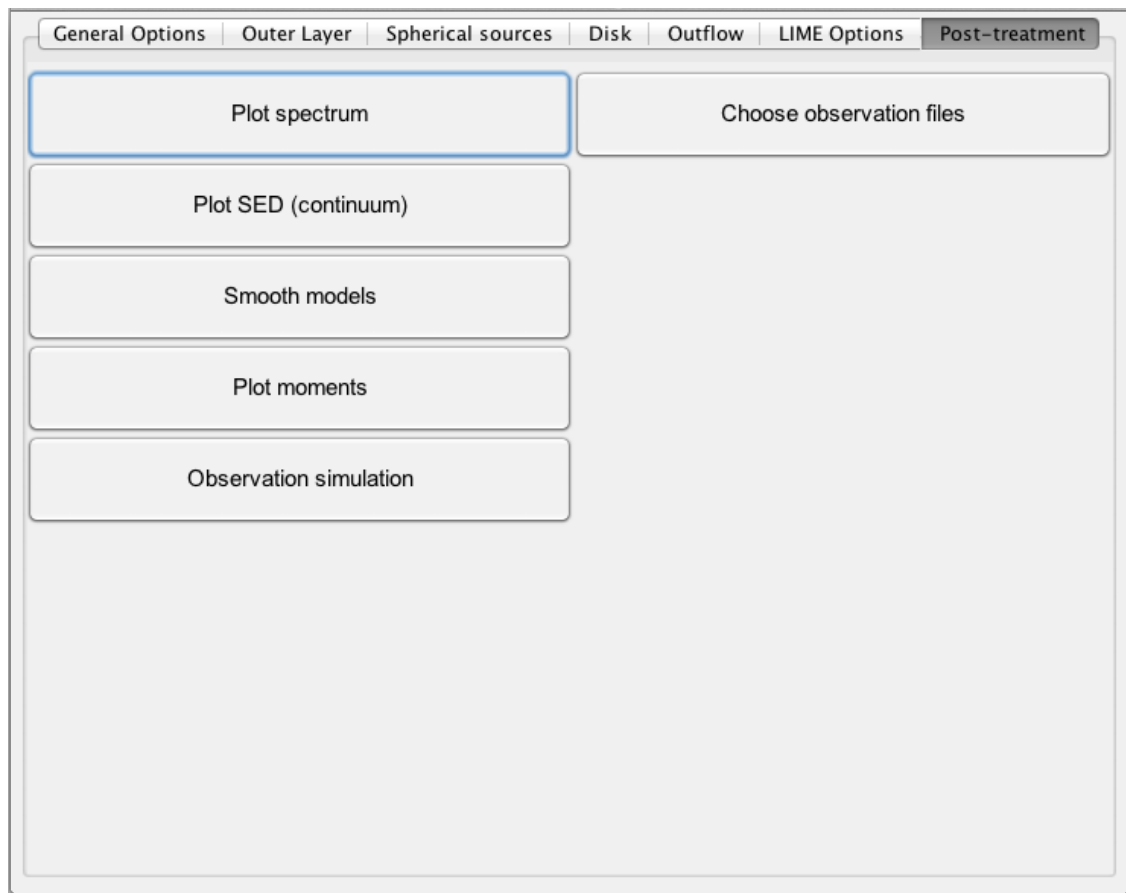 General Options Outer Layer Spherical sources Disk Outflow LIME Options Post-treatment
Plot spectrum Choose observation files
Plot SED (continuum)
Smooth models
Plot moments
Observation simulation